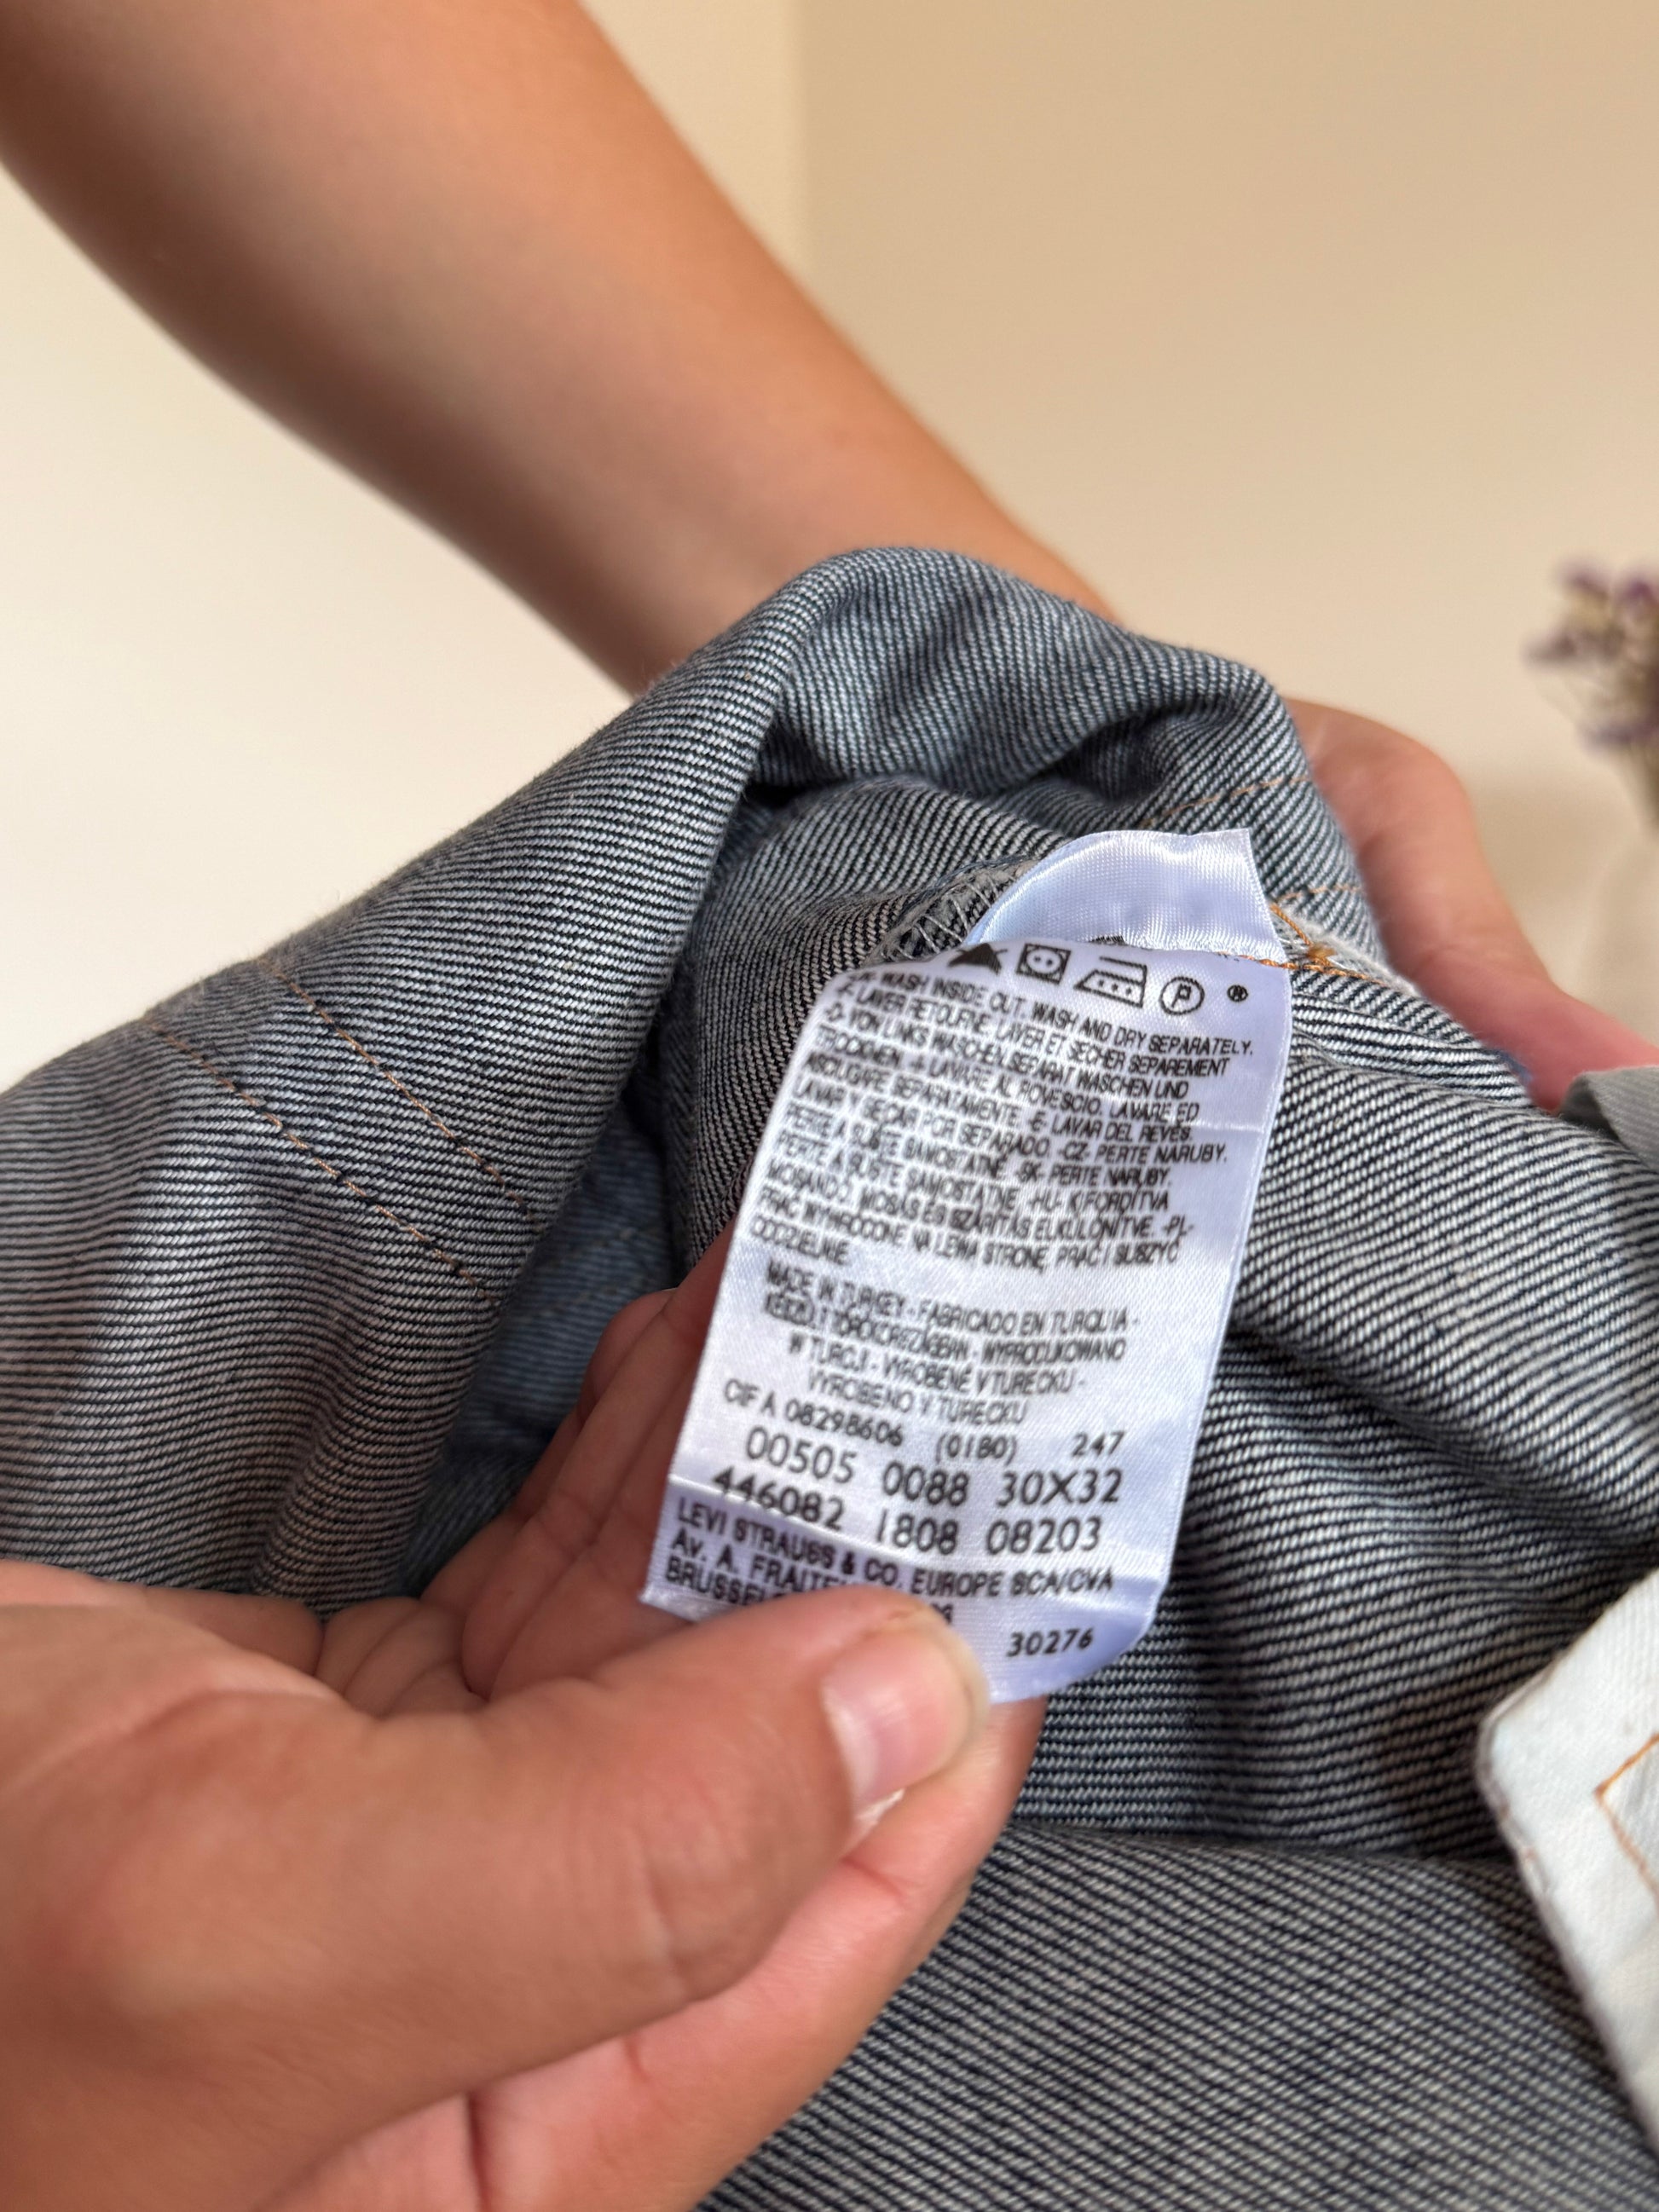 Ⓟ ®
WASH INSIDE OUT. WASH AND DRY SEPARATELY.
LAVER RETOURNE, LAVER ET SECHER SEPAREMENT
-D- VON LINKS WASCHEN, SEPARAT WASCHEN UND
TROCKNEN -I- LAVARE AL ROVESCIO, LAVARE ED
ASCIUGARE SEPARATAMENTE. -E- LAVAR DEL REVES.
LAVAR Y SECAR POR SEPARADO. -CZ- PERTE NARUBY.
PERTE A SUSTE SAMOSTATNE. -SK- PERTE NARUBY.
PERTE A SUSTE SAMOSTATNE. -HU- KIFORDITVA
MOSANDO. MOSAS ES SZARITAS ELKULONITVE. -PL-
PRAC WYWROCONE NA LEWA STRONE, PRAC I SUSZYC
ODDZIELNIE.
MADE IN TURKEY - FABRICADO EN TURQUIA -
W TURCJI - VYROBENÉ V TURECKU -
VYROBENO V TURECKU
CIF A 08298606 (0180) 247
00505 0088 30X32
446082 1808 08203
LEVI STRAUSS & CO. EUROPE SCA/CVA
AV. A.
30276